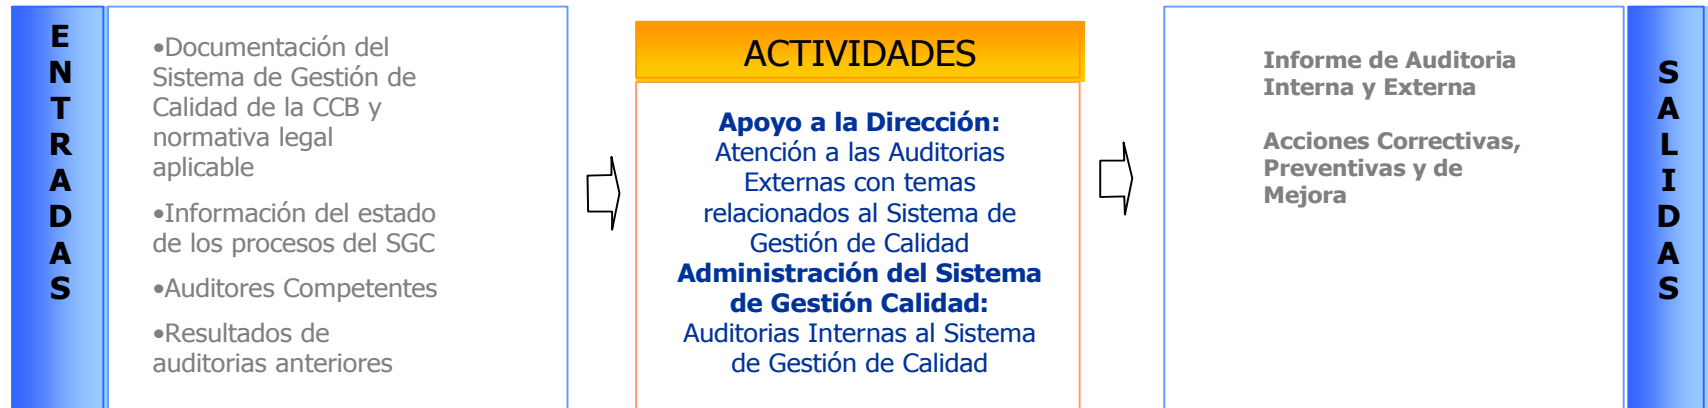 ENTRADAS
•Documentación del
Sistema de Gestión de
Calidad de la CCB y
normativa legal
aplicable
•Información del estado
de los procesos del SGC
•Auditores Competentes
•Resultados de
auditorias anteriores
ACTIVIDADES
Apoyo a la Dirección:
Atención a las Auditorias
Externas con temas
relacionados al Sistema de
Gestión de Calidad
Administración del Sistema
de Gestión Calidad:
Auditorias Internas al Sistema
de Gestión de Calidad
Informe de Auditoria
Interna y Externa
Acciones Correctivas,
Preventivas y de
Mejora
SALIDAS